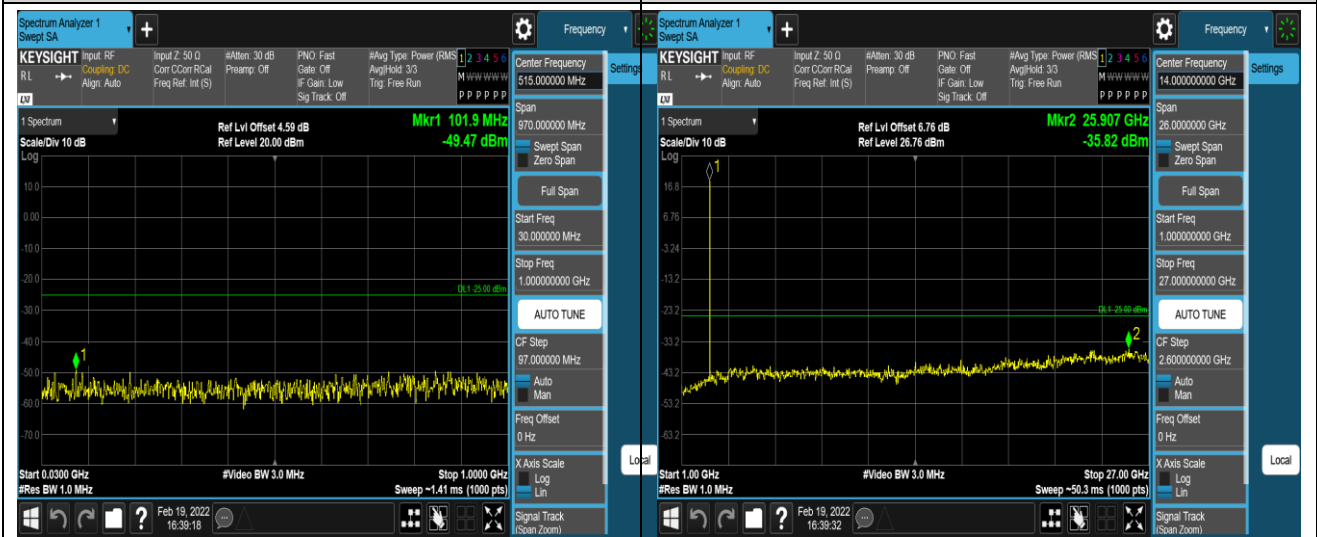 Spectrum Analyzer 1
Swept SA
+
Frequency
KEYSIGHT
Input: RF
Coupling: DC
Align: Auto
Input Z: 50 Ω
Corr CCorr RCal
Freq Ref: Int (S)
#Atten: 30 dB
Preamp: Off
PNO: Fast
Gate: Off
IF Gain: Low
Sig Track: Off
#Avg Type: Power (RMS
Avg|Hold: 3/3
Trig: Free Run
1 2 3 4 5 6
M W W W W W
P P P P P P
RL
LXI
Center Frequency
515.000000 MHz
Settings
1 Spectrum
Scale/Div 10 dB
Ref Lvl Offset 4.59 dB
Ref Level 20.00 dBm
Mkr1 101.9 MHz
-49.47 dBm
Span
970.000000 MHz
Swept Span
Zero Span
Full Span
Start Freq
30.000000 MHz
Stop Freq
1.000000000 GHz
AUTO TUNE
CF Step
97.000000 MHz
Auto
Man
Freq Offset
0 Hz
X Axis Scale
Log
Lin
Signal Track
(Span Zoom)
Local
Log
10.0
0.00
-10.0
-20.0
DL1 -25.00 dBm
-30.0
-40.0
1
-50.0
-60.0
-70.0
Start 0.0300 GHz
#Res BW 1.0 MHz
#Video BW 3.0 MHz
Stop 1.0000 GHz
Sweep ~1.41 ms (1000 pts)
?
Feb 19, 2022
16:39:18
Spectrum Analyzer 1
Swept SA
+
Frequency
KEYSIGHT
Input: RF
Coupling: DC
Align: Auto
Input Z: 50 Ω
Corr CCorr RCal
Freq Ref: Int (S)
#Atten: 30 dB
Preamp: Off
PNO: Fast
Gate: Off
IF Gain: Low
Sig Track: Off
#Avg Type: Power (RMS
Avg|Hold: 3/3
Trig: Free Run
1 2 3 4 5 6
M W W W W W
P P P P P P
RL
LXI
Center Frequency
14.000000000 GHz
Settings
1 Spectrum
Scale/Div 10 dB
Ref Lvl Offset 6.76 dB
Ref Level 26.76 dBm
Mkr2 25.907 GHz
-35.82 dBm
Span
26.0000000 GHz
Swept Span
Zero Span
Full Span
Start Freq
1.000000000 GHz
Stop Freq
27.00000000 GHz
AUTO TUNE
CF Step
2.600000000 GHz
Auto
Man
Freq Offset
0 Hz
X Axis Scale
Log
Lin
Signal Track
(Span Zoom)
Local
Log
1
16.8
6.76
-3.24
-13.2
-23.2
DL1 -25.00 dBm
-33.2
2
-43.2
-53.2
-63.2
Start 1.00 GHz
#Res BW 1.0 MHz
#Video BW 3.0 MHz
Stop 27.00 GHz
Sweep ~50.3 ms (1000 pts)
?
Feb 19, 2022
16:39:32